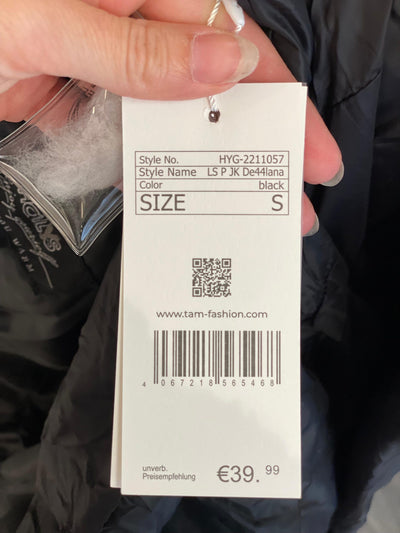 Style No. HYG-2211057
Style Name LS P JK De44lana
Color black
SIZE S
www.tam-fashion.com
4 067218 565468
unverb.
Preisempfehlung €39. 99
WARM